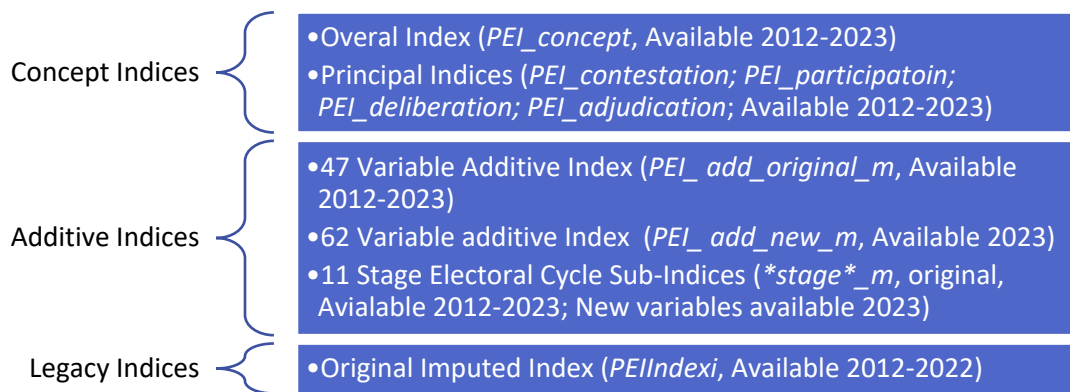 Concept Indices
•Overal Index (PEI_concept, Available 2012-2023)
•Principal Indices (PEI_contestation; PEI_participatoin;
PEI_deliberation; PEI_adjudication; Available 2012-2023)
Additive Indices
•47 Variable Additive Index (PEI_ add_original_m, Available
2012-2023)
•62 Variable additive Index (PEI_ add_new_m, Available 2023)
•11 Stage Electoral Cycle Sub-Indices (*stage*_m, original,
Avialable 2012-2023; New variables available 2023)
Legacy Indices
•Original Imputed Index (PEIIndexi, Available 2012-2022)